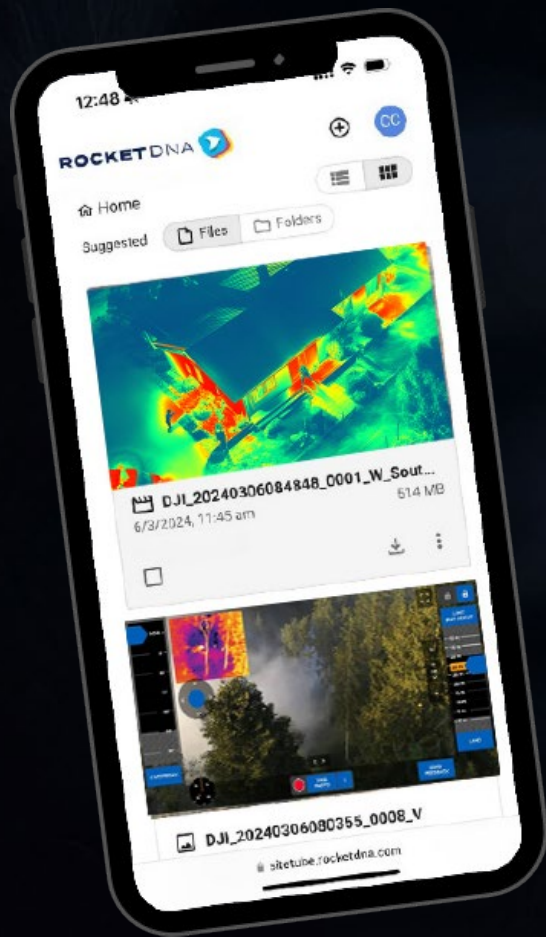 12:48
ROCKETDNA
CC
Home
Suggested
Files
Folders
DJI_20240306084848_0001_W_Sout...
6/3/2024, 11:45 am
514 MB
DJI_20240306080355_0008_V
sitetube.rocketdna.com